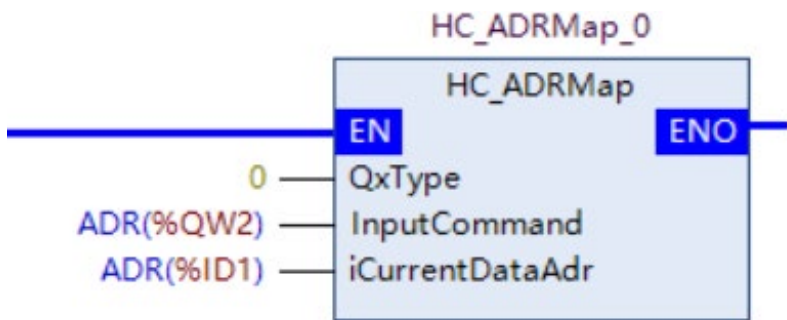 HC_ADRMap_0
HC_ADRMap
EN ENO
0 QxType
ADR(%QW2) InputCommand
ADR(%ID1) iCurrentDataAdr